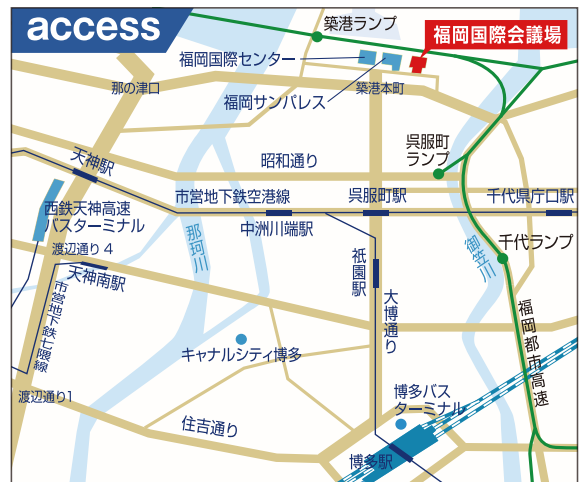 access
築港ランプ
福岡国際会議場
福岡国際センター
那の津口
福岡サンパレス
築港本町
呉服町
ランプ
天神駅
昭和通り
市営地下鉄空港線
呉服町駅
千代県庁口駅
西鉄天神高速
バスターミナル
中洲川端駅
那珂川
御笠川
千代ランプ
渡辺通り4
天神南駅
祇園駅
大博通り
市営地下鉄七隈線
福岡都市高速
キャナルシティ博多
渡辺通り1
博多バス
ターミナル
住吉通り
博多駅